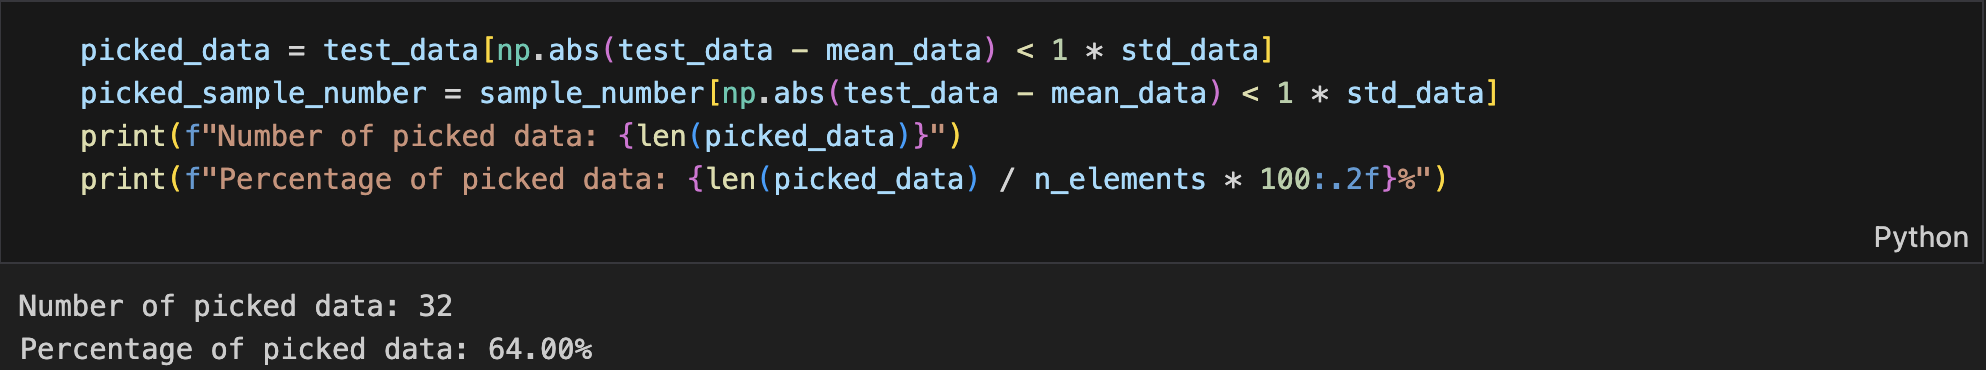 picked_data = test_data[np.abs(test_data - mean_data) < 1 * std_data]
picked_sample_number = sample_number[np.abs(test_data - mean_data) < 1 * std_data]
print(f"Number of picked data: {len(picked_data)}")
print(f"Percentage of picked data: {len(picked_data) / n_elements * 100:.2f}%")
Python
Number of picked data: 32
Percentage of picked data: 64.00%